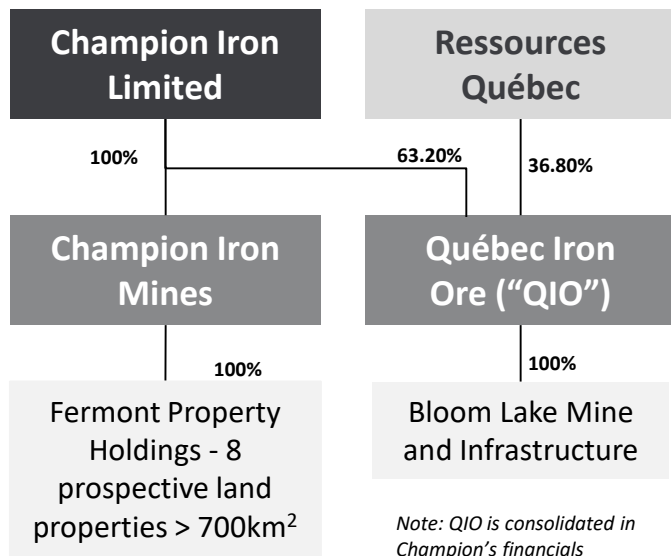 Champion Iron
Limited
Ressources
Québec
100%
63.20%
36.80%
Champion Iron
Mines
Québec Iron
Ore (“QIO”)
100%
100%
Fermont Property
Holdings - 8
prospective land
properties > 700km²
Bloom Lake Mine
and Infrastructure
Note: QIO is consolidated in
Champion’s financials